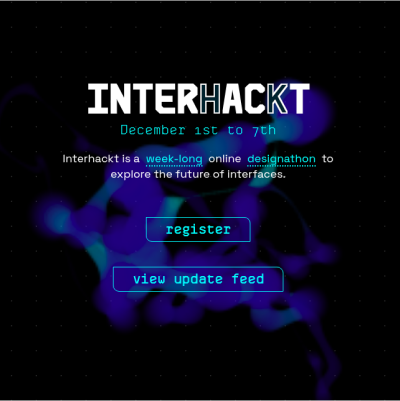 INTERHACKT
December 1st to 7th
Interhackt is a week-long online designathon to
explore the future of interfaces.
register
view update feed